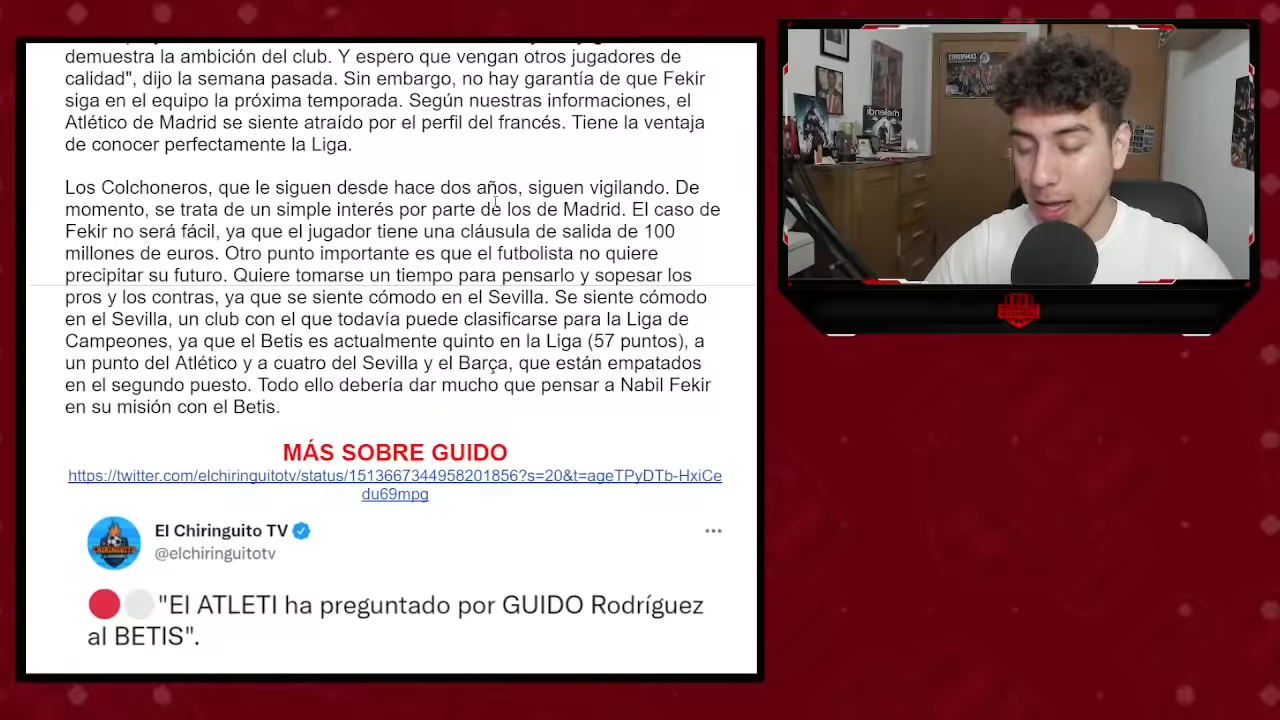 demuestra la ambición del club. Y espero que vengan otros jugadores de
calidad", dijo la semana pasada. Sin embargo, no hay garantía de que Fekir
siga en el equipo la próxima temporada. Según nuestras informaciones, el
Atlético de Madrid se siente atraído por el perfil del francés. Tiene la ventaja
de conocer perfectamente la Liga.
Los Colchoneros, que le siguen desde hace dos años, siguen vigilando. De
momento, se trata de un simple interés por parte de los de Madrid. El caso de
Fekir no será fácil, ya que el jugador tiene una cláusula de salida de 100
millones de euros. Otro punto importante es que el futbolista no quiere
precipitar su futuro. Quiere tomarse un tiempo para pensarlo y sopesar los
pros y los contras, ya que se siente cómodo en el Sevilla. Se siente cómodo
en el Sevilla, un club con el que todavía puede clasificarse para la Liga de
Campeones, ya que el Betis es actualmente quinto en la Liga (57 puntos), a
un punto del Atlético y a cuatro del Sevilla y el Barça, que están empatados
en el segundo puesto. Todo ello debería dar mucho que pensar a Nabil Fekir
en su misión con el Betis.
MÁS SOBRE GUIDO
https://twitter.com/elchiringuitotv/status/1513667344958201856?s=20&t=ageTPyDTb-HxiCe
du69mpg
El Chiringuito TV
@elchiringuitotv
"El ATLETI ha preguntado por GUIDO Rodríguez
al BETIS".
melendi